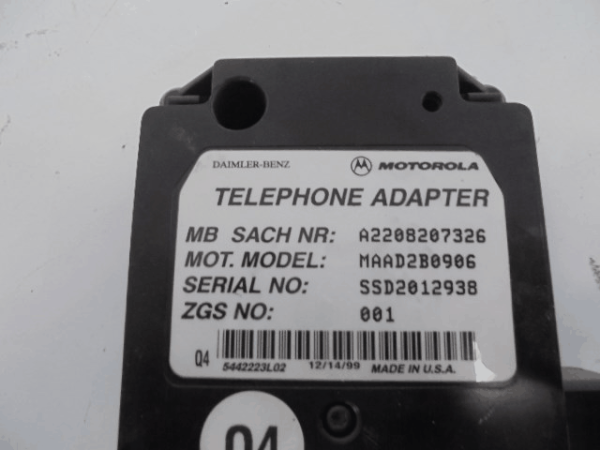 DAIMLER-BENZ MOTOROLA
TELEPHONE ADAPTER
MB SACH NR: A2208207326
MOT. MODEL: MAAD2B0906
SERIAL NO: SSD2012938
ZGS NO: 001
Q4
5442223L02 12/14/99 MADE IN U.S.A.
04